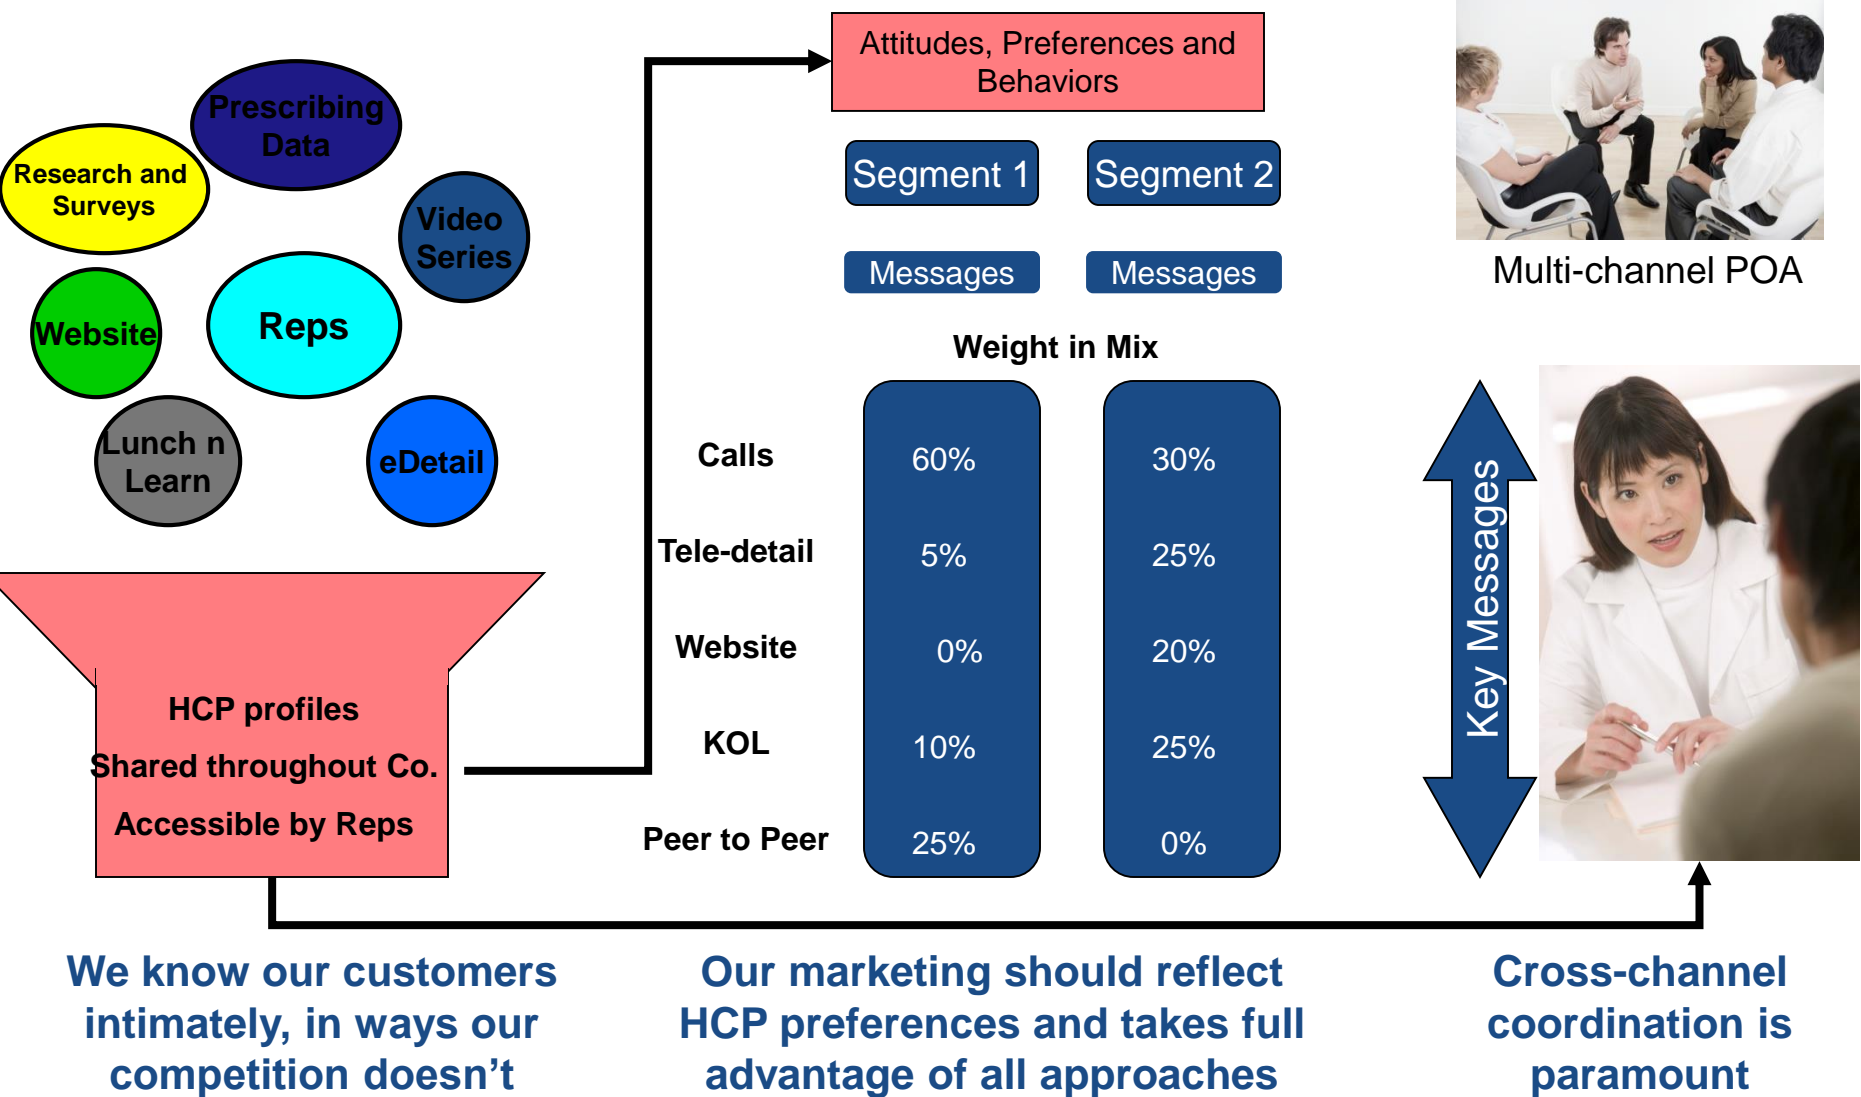 Prescribing
Data
Research and
Surveys
Video
Series
Website
Reps
Lunch n
Learn
eDetail
HCP profiles
Shared throughout Co.
Accessible by Reps
We know our customers
intimately, in ways our
competition doesn’t
Attitudes, Preferences and
Behaviors
Segment 1 Segment 2
Messages Messages
Weight in Mix
Calls 60% 30%
Tele-detail 5% 25%
Website 0% 20%
KOL 10% 25%
Peer to Peer 25% 0%
Our marketing should reflect
HCP preferences and takes full
advantage of all approaches
Multi-channel POA
Key Messages
Cross-channel
coordination is
paramount